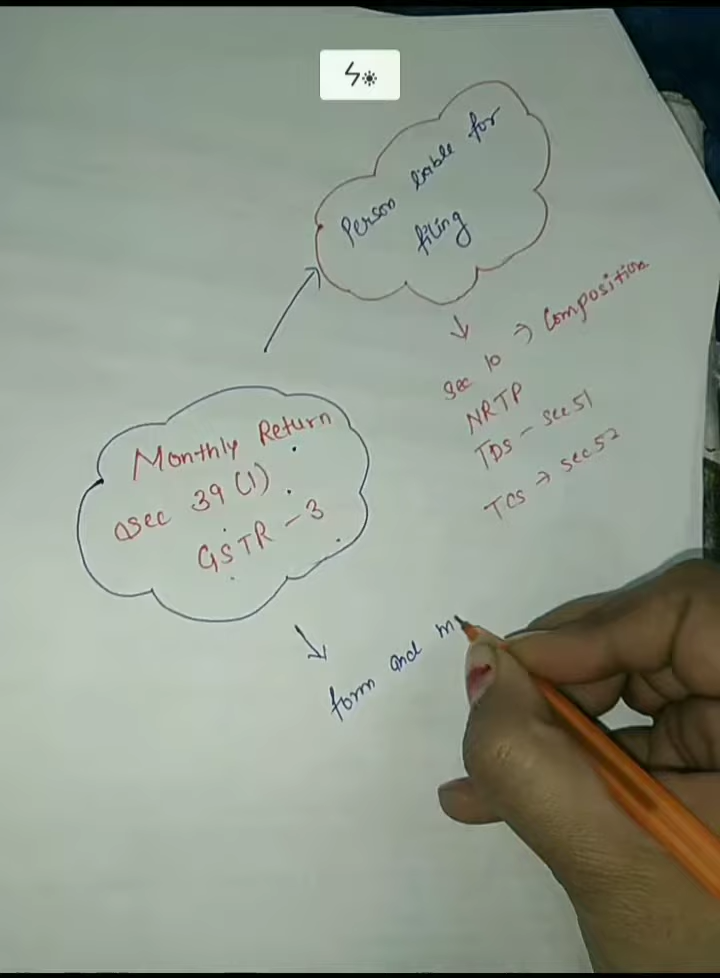 Person liable for
filing
Sec 10 → Composition
NRTP
TDS - Sec 51
TCS → Sec 52
Monthly Return
Sec 39 (1)
GSTR - 3
form and m